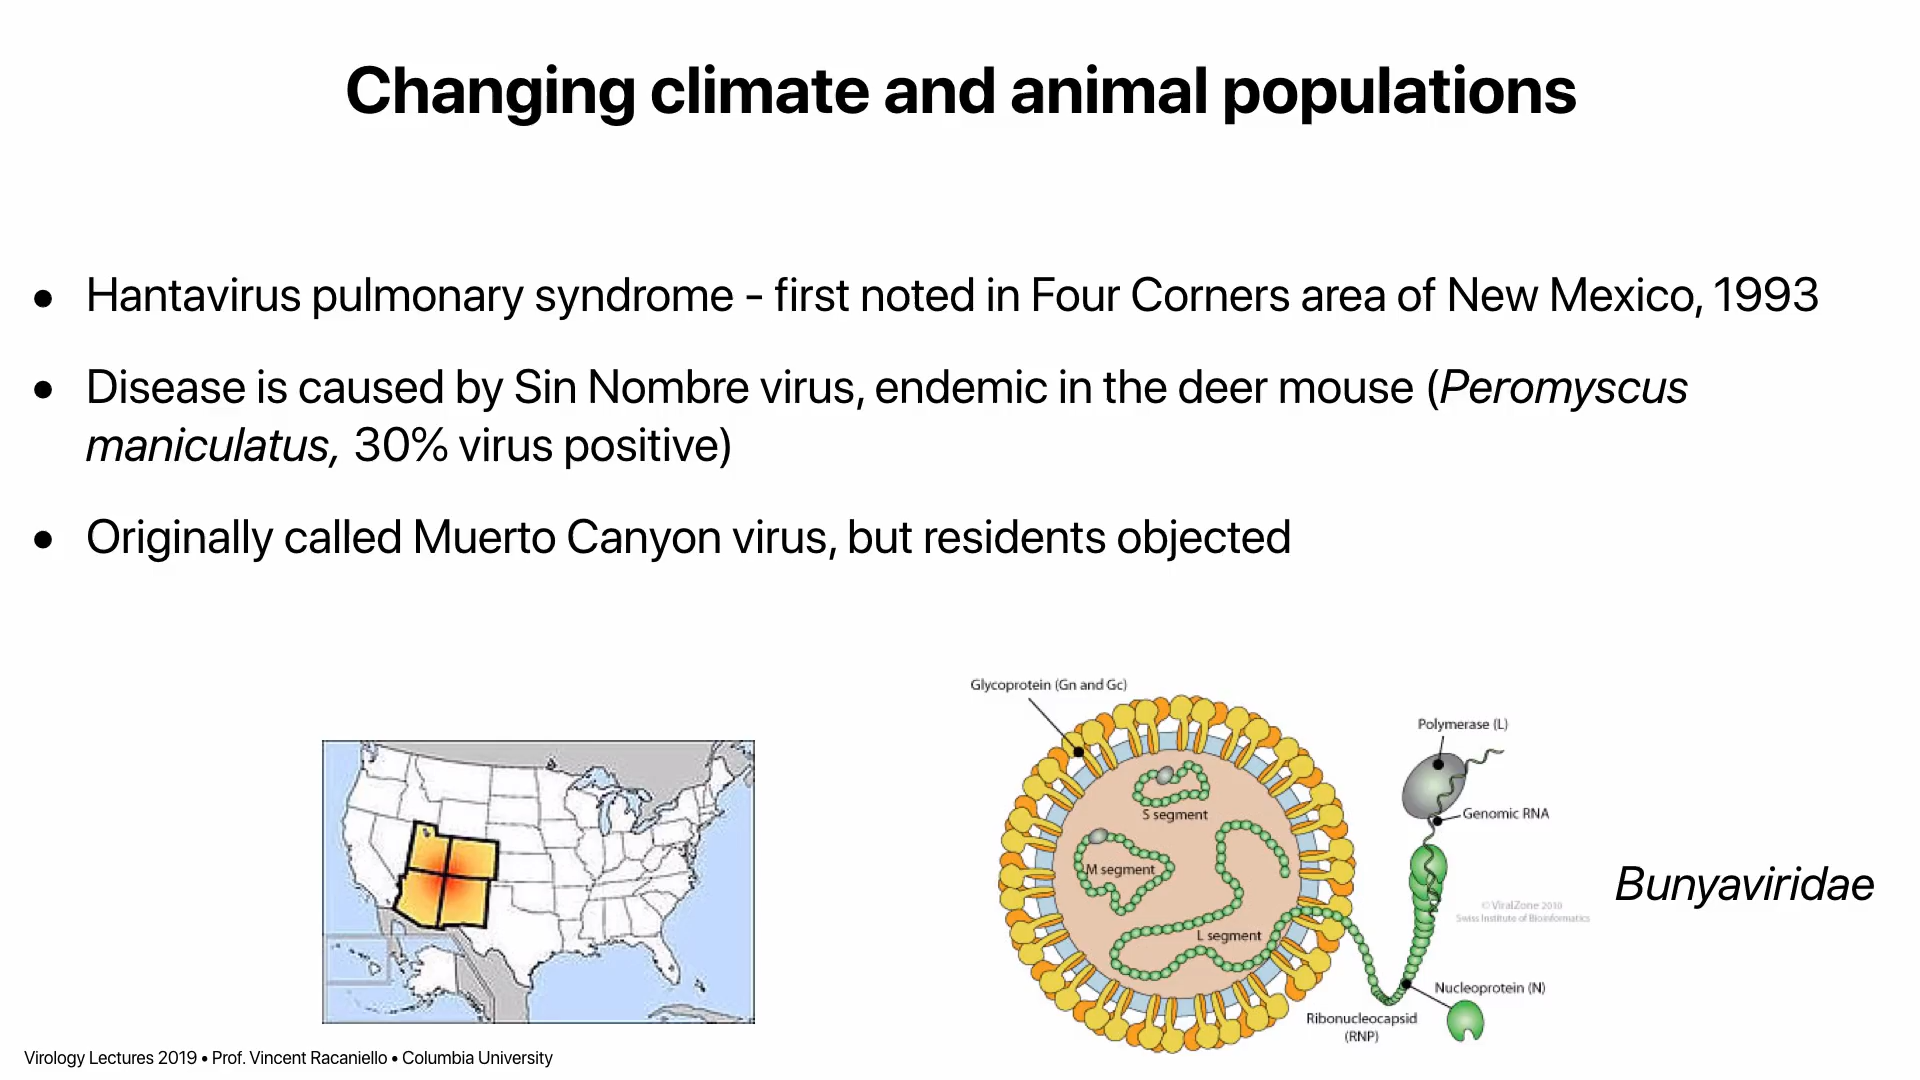 Changing climate and animal populations
● Hantavirus pulmonary syndrome - first noted in Four Corners area of New Mexico, 1993
● Disease is caused by Sin Nombre virus, endemic in the deer mouse (Peromyscus
maniculatus, 30% virus positive)
● Originally called Muerto Canyon virus, but residents objected
Glycoprotein (Gn and Gc)
Polymerase (L)
S segment
Genomic RNA
M segment
Bunyaviridae
© ViralZone 2010
Swiss Institute of Bioinformatics
L segment
Nucleoprotein (N)
Ribonucleocapsid
(RNP)
Virology Lectures 2019 • Prof. Vincent Racaniello • Columbia University